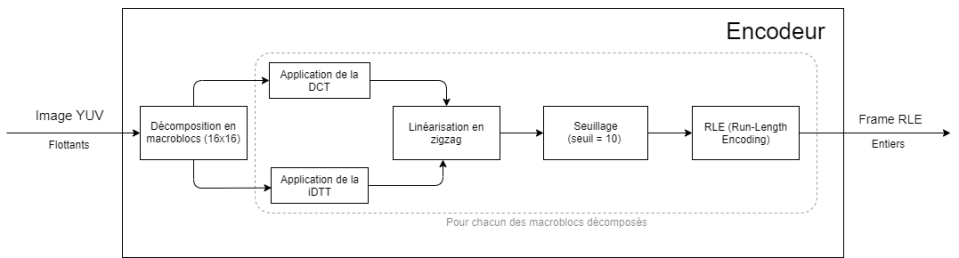 Encodeur
Image YUV
Flottants
Décomposition en
macroblocs (16x16)
Application de la
DCT
Application de la
iDTT
Linéarisation en
zigzag
Seuillage
(seuil = 10)
RLE (Run-Length
Encoding)
Frame RLE
Entiers
Pour chacun des macroblocs décomposés